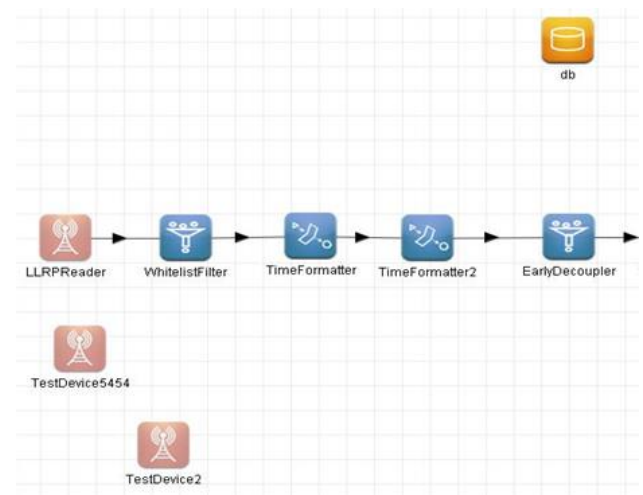 db
LLRPReader
WhitelistFilter
TimeFormatter
TimeFormatter2
EarlyDecoupler
TestDevice5454
TestDevice2